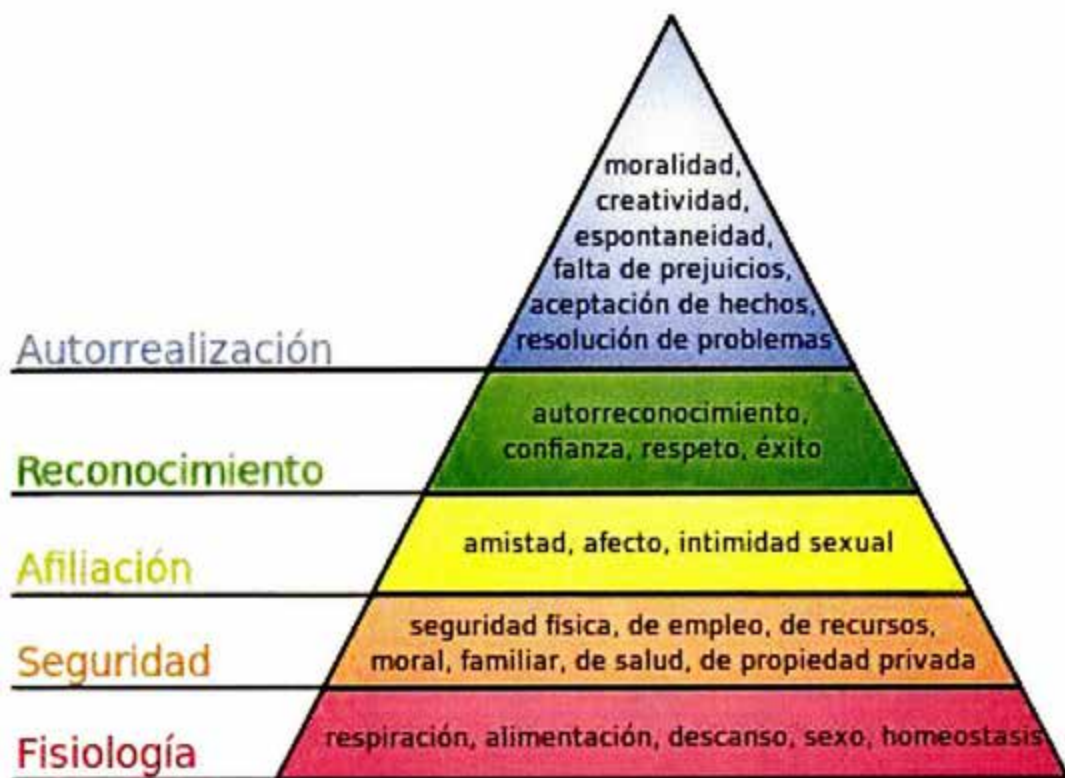 moralidad,
creatividad,
espontaneidad,
falta de prejuicios,
aceptación de hechos,
resolución de problemas
Autorrealización
autorreconocimiento,
confianza, respeto, éxito
Reconocimiento
amistad, afecto, intimidad sexual
Afiliación
seguridad física, de empleo, de recursos,
moral, familiar, de salud, de propiedad privada
Seguridad
respiración, alimentación, descanso, sexo, homeostasis
Fisiología